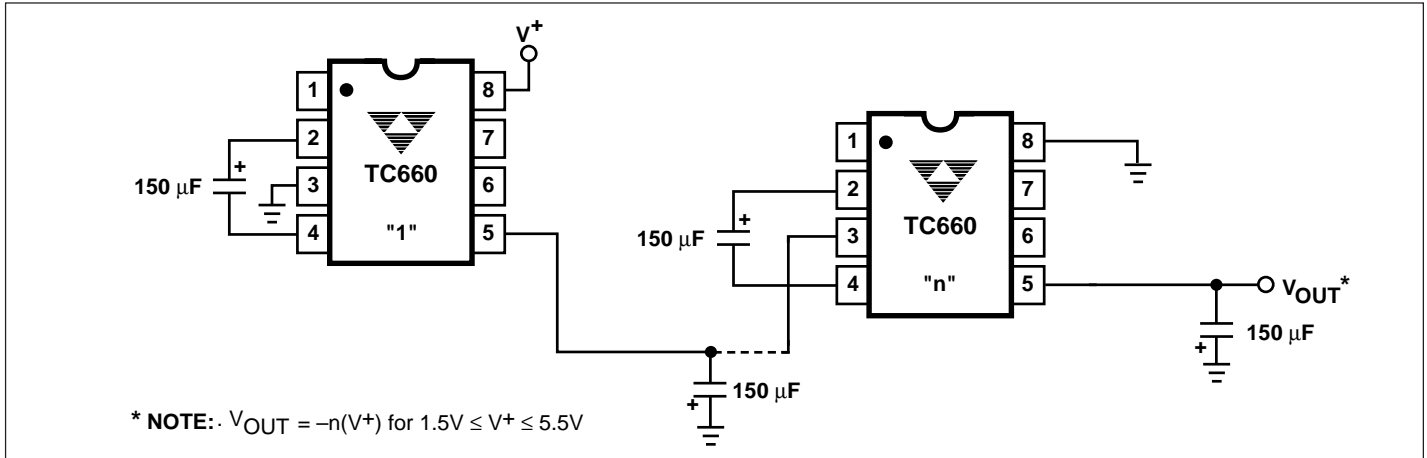 V+
1
8
2
7
3
6
4
5
TC660
"1"
150 µF
+
1
8
2
7
3
6
4
5
TC660
"n"
150 µF
+
150 µF
+
VOUT*
150 µF
+
* NOTE:. VOUT = –n(V+) for 1.5V ≤ V+ ≤ 5.5V